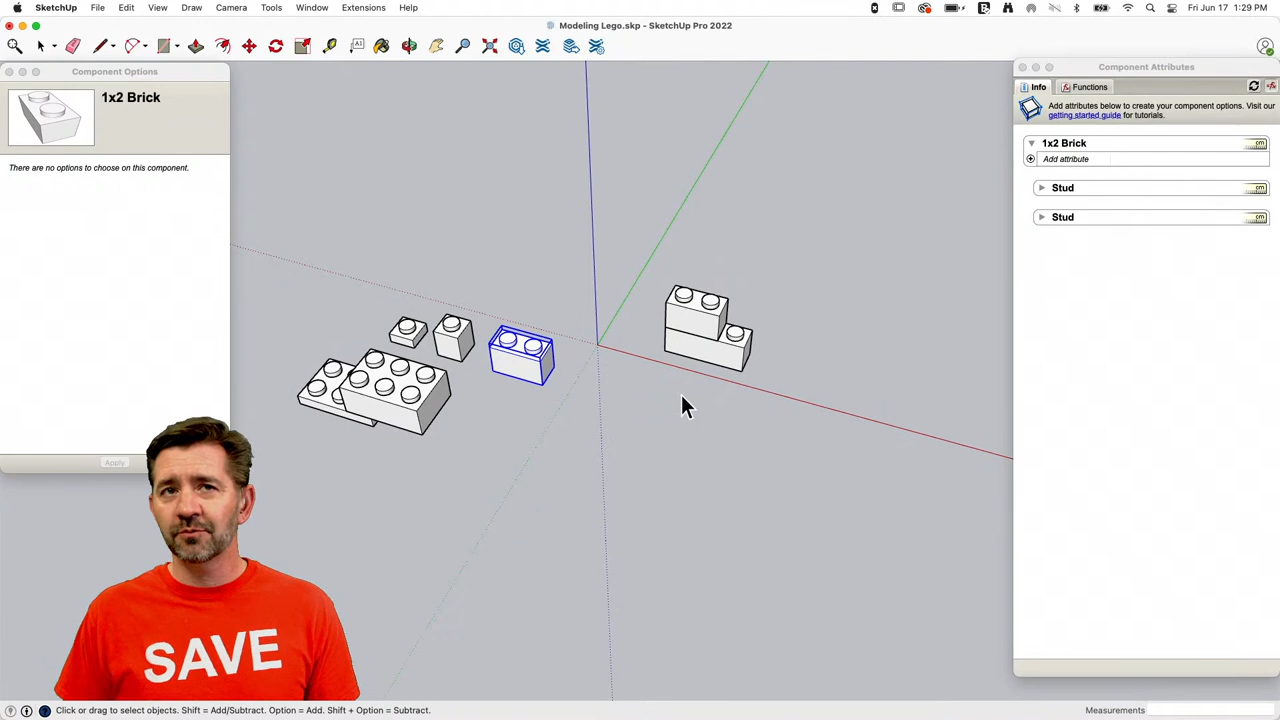 SketchUp File Edit View Draw Camera Tools Window Extensions Help Fri Jun 17 1:29 PM
Modeling Lego.skp - SketchUp Pro 2022
Component Options
Component Attributes
1x2 Brick
Info Functions
Add attributes below to create your component options. Visit our
getting started guide for tutorials.
There are no options to choose on this component.
1x2 Brick cm
Add attribute
Stud cm
Stud cm
Apply
SAVE
Click or drag to select objects. Shift = Add/Subtract. Option = Add. Shift + Option = Subtract. Measurements